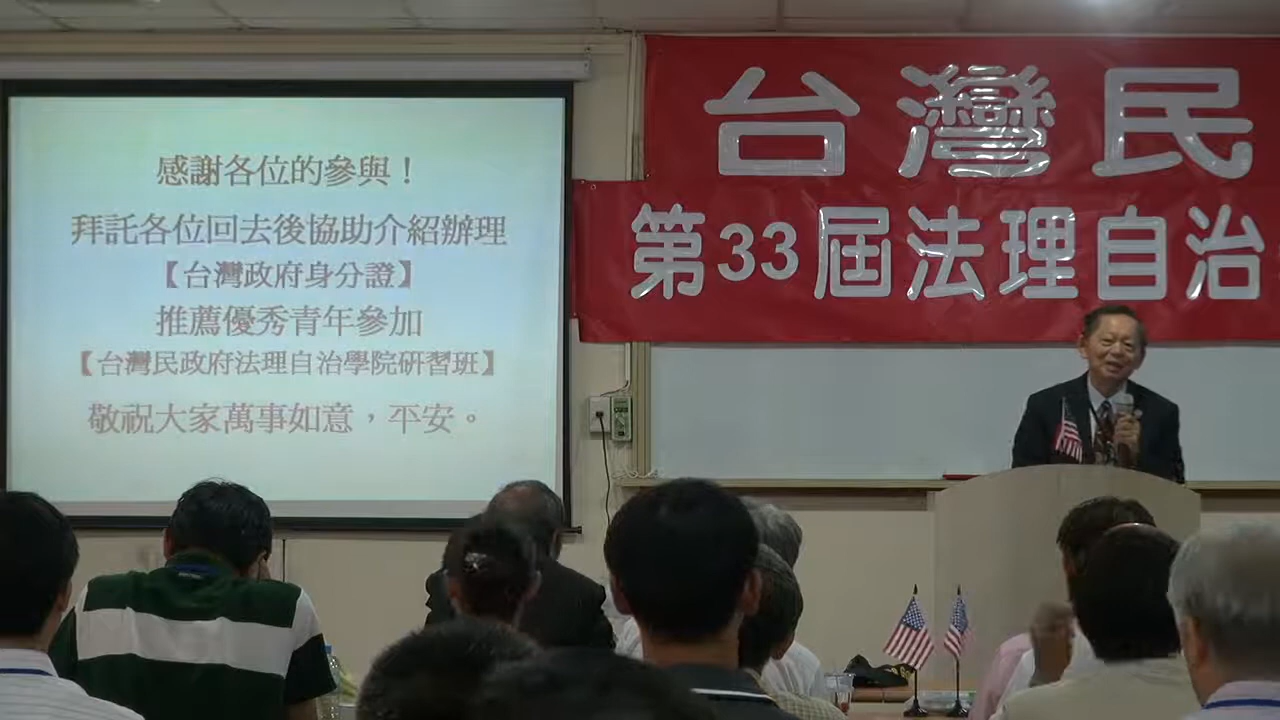 感謝各位的參與！
拜託各位回去後協助介紹辦理
【台灣政府身分證】
推薦優秀青年參加
【台灣民政府法理自治學院研習班】
敬祝大家萬事如意，平安。
台灣民
第33屆法理自治